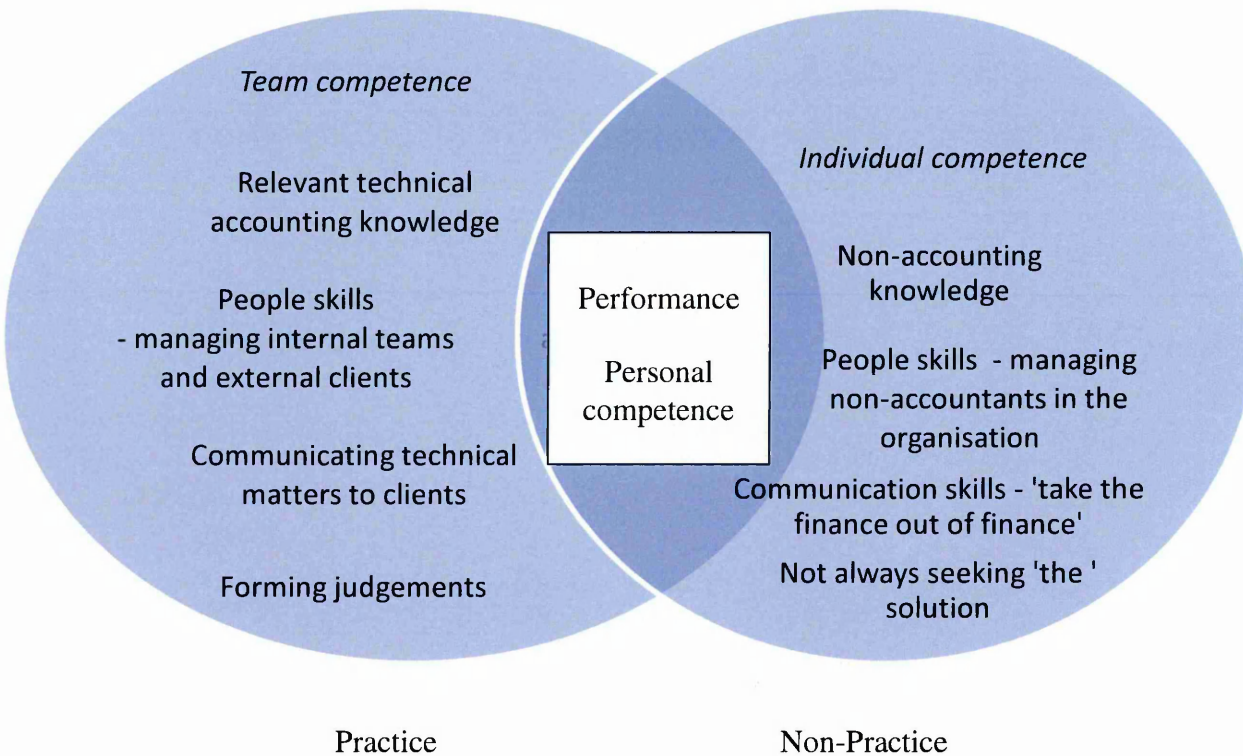 Team competence
Relevant technical
accounting knowledge
People skills
- managing internal teams
and external clients
Communicating technical
matters to clients
Forming judgements
Performance
Personal
competence
Individual competence
Non-accounting
knowledge
People skills - managing
non-accountants in the
organisation
Communication skills - 'take the
finance out of finance'
Not always seeking 'the '
solution
Practice
Non-Practice